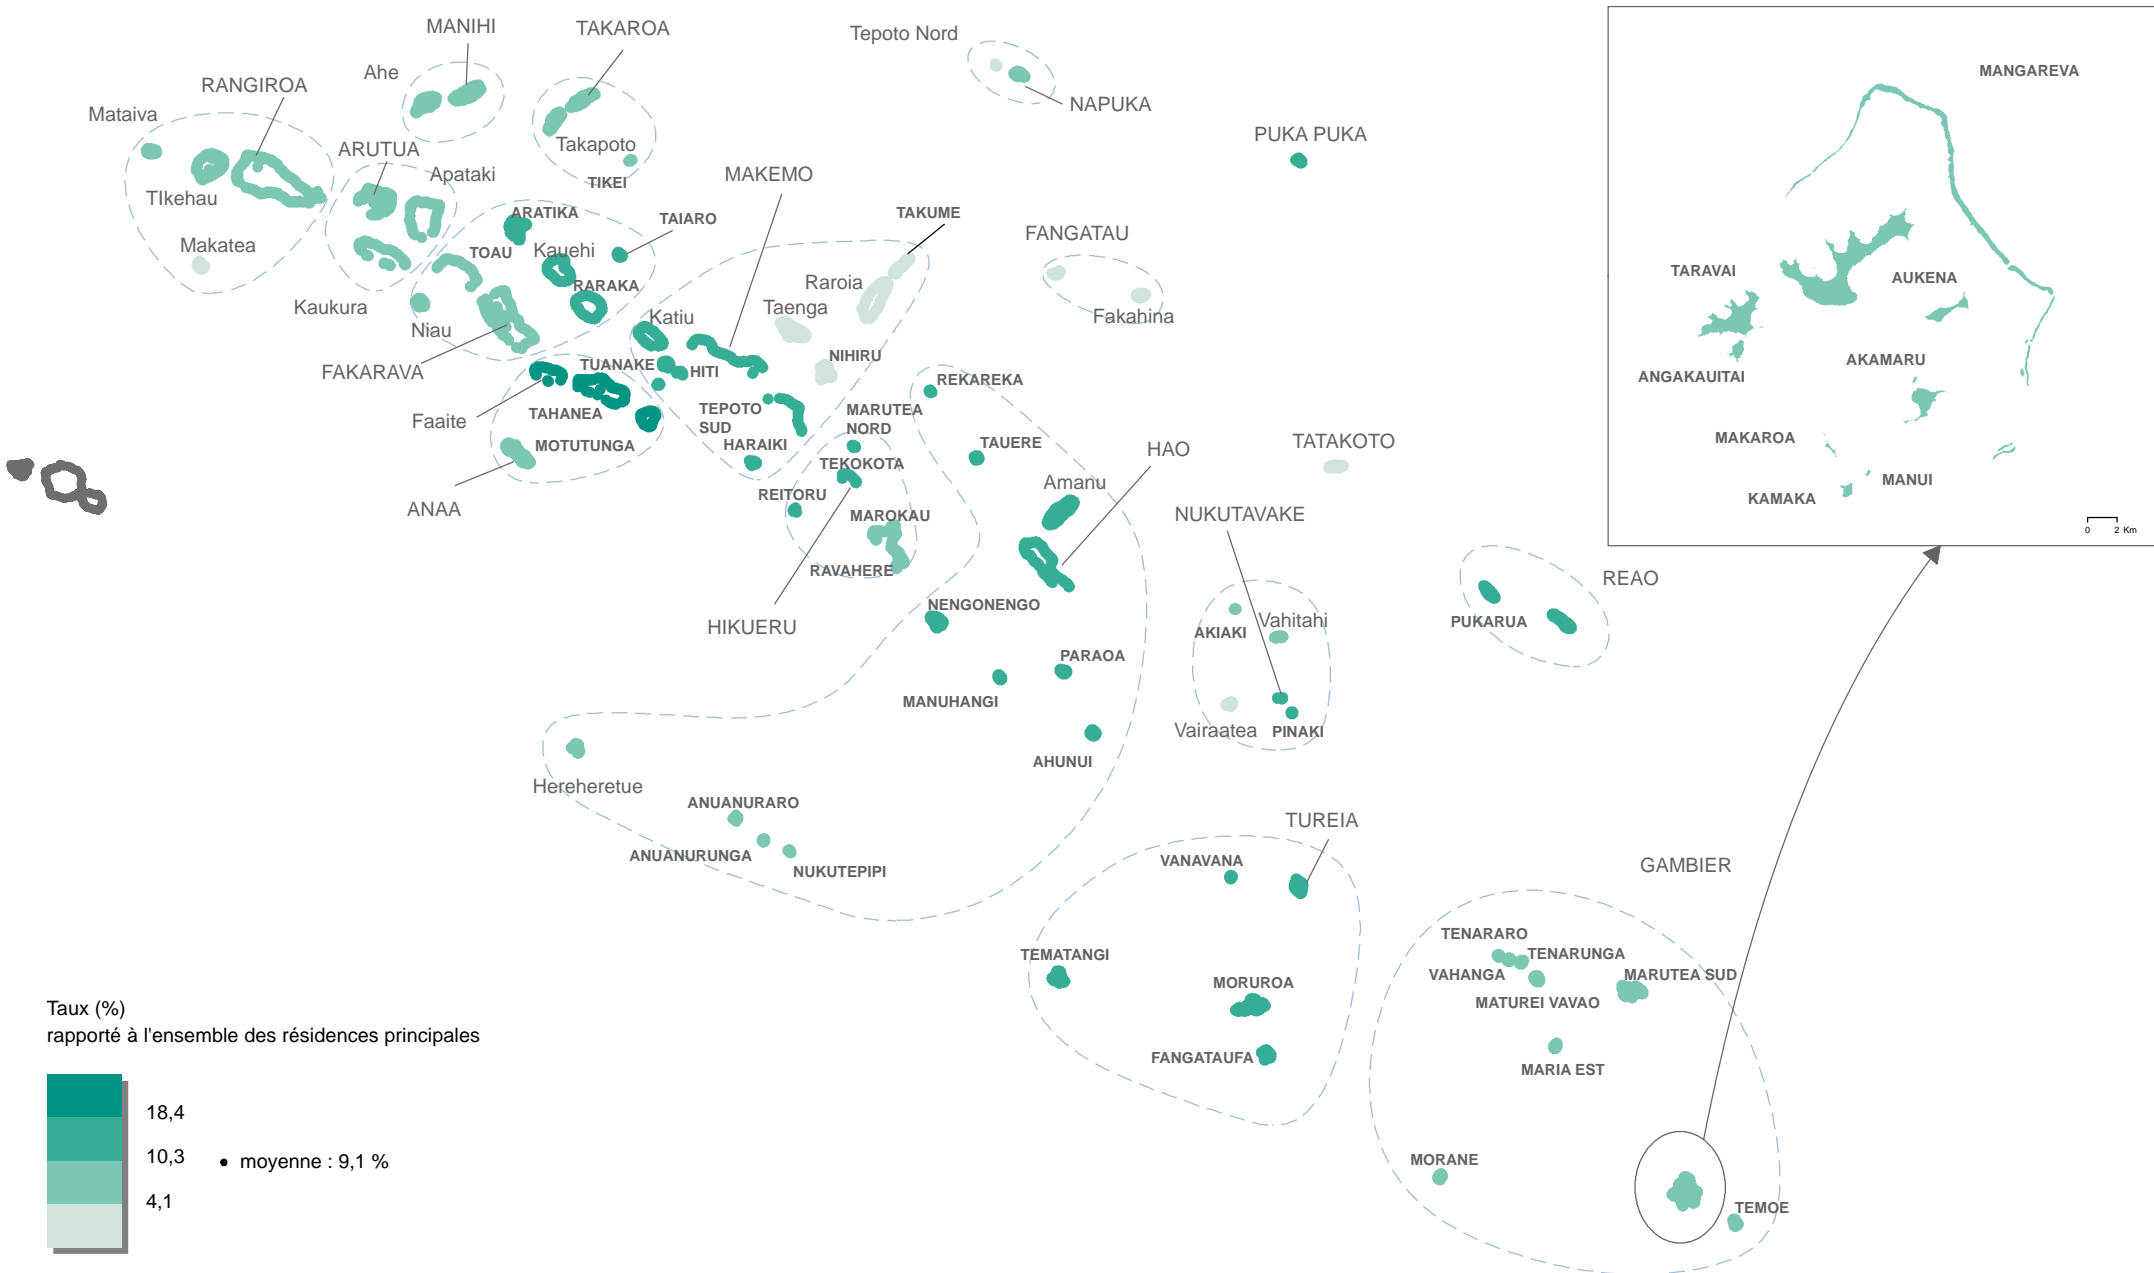 MANIHI
TAKAROA
Tepoto Nord
Ahe
RANGIROA
NAPUKA
Mataiva
PUKA PUKA
ARUTUA
Takapoto
Apataki
MAKEMO
TIKEI
TIkehau
ARATIKA
TAIARO
TAKUME
Makatea
TOAU
Kauehi
FANGATAU
RARAKA
Raroia
Kaukura
Niau
Katiu
Taenga
Fakahina
FAKARAVA
TUANAKE
HITI
NIHIRU
REKAREKA
Faaite
TAHANEA
TEPOTO
SUD
MARUTEA
NORD
MOTUTUNGA
HARAIKI
TAUERE
HAO
TATAKOTO
TEKOKOTA
ANAA
REITORU
Amanu
MAROKAU
NUKUTAVAKE
RAVAHERE
REAO
NENGONENGO
HIKUERU
AKIAKI
Vahitahi
PUKARUA
PARAOA
MANUHANGI
Vairaatea
PINAKI
AHUNUI
Hereheretue
ANUANURARO
ANUANURUNGA
NUKUTEPIPI
TUREIA
VANAVANA
GAMBIER
TEMATANGI
TENARARO
TENARUNGA
VAHANGA
MARUTEA SUD
MORUROA
MATUREI VAVAO
FANGATAUFA
MARIA EST
MORANE
TEMOE
MANGAREVA
TARAVAI
AUKENA
ANGAKAUITAI
AKAMARU
MAKAROA
MANUI
KAMAKA
0 2 Km
Taux (%)
rapporté à l'ensemble des résidences principales
18,4
10,3
• moyenne : 9,1 %
4,1